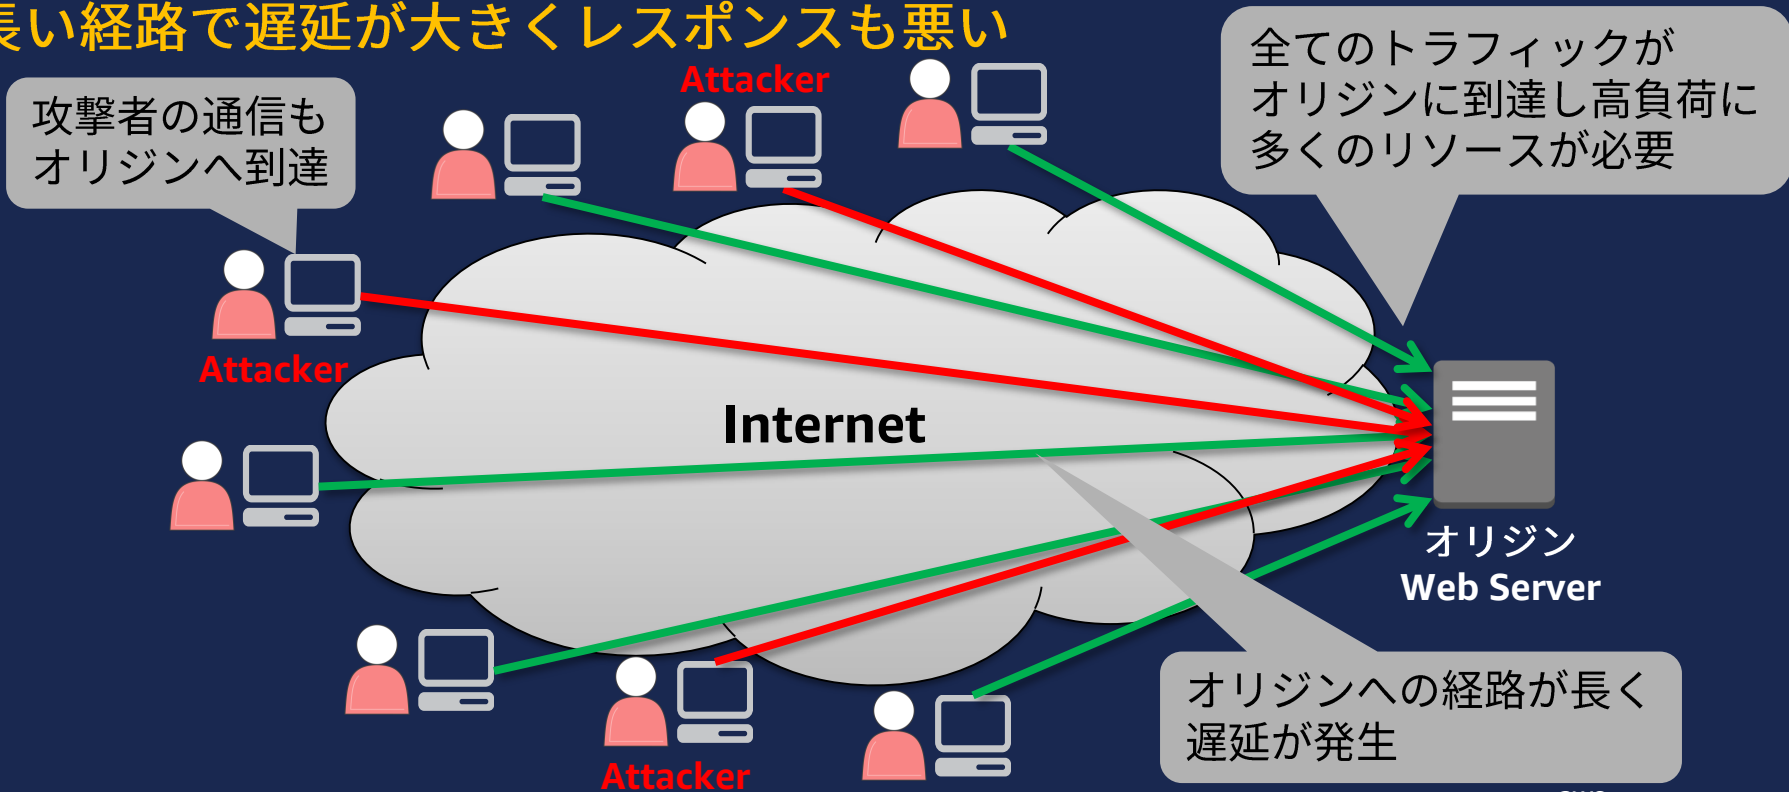 長い経路で遅延が大きくレスポンスも悪い
全てのトラフィックが
オリジンに到達し高負荷に
多くのリソースが必要
攻撃者の通信も
オリジンへ到達
Attacker
Attacker
Internet
オリジン
Web Server
オリジンへの経路が長く
遅延が発生
Attacker